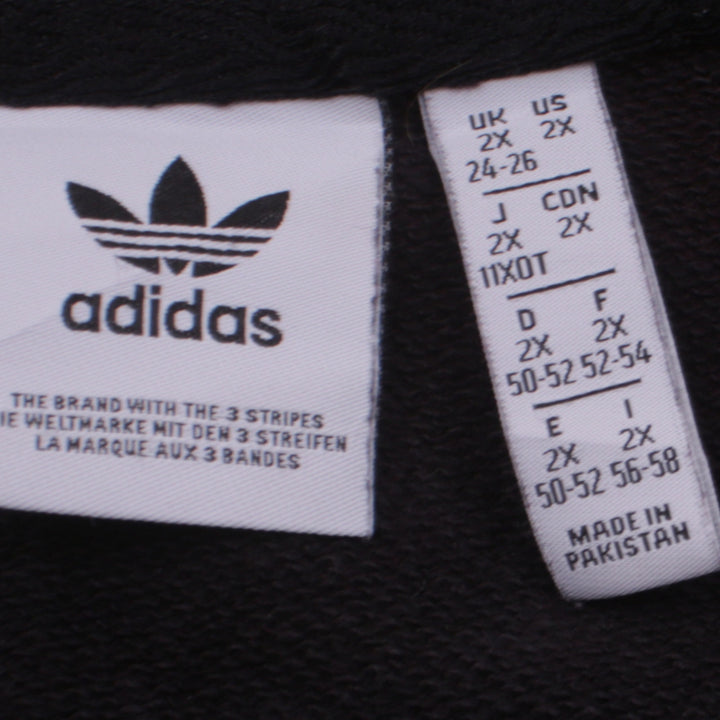 adidas
THE BRAND WITH THE 3 STRIPES
IE WELTMARKE MIT DEN 3 STREIFEN
LA MARQUE AUX 3 BANDES
UK US
2X 2X
24-26
J CDN
2X 2X
11XOT
D F
2X 2X
50-52 52-54
E I
2X 2X
50-52 56-58
MADE IN
PAKISTAN